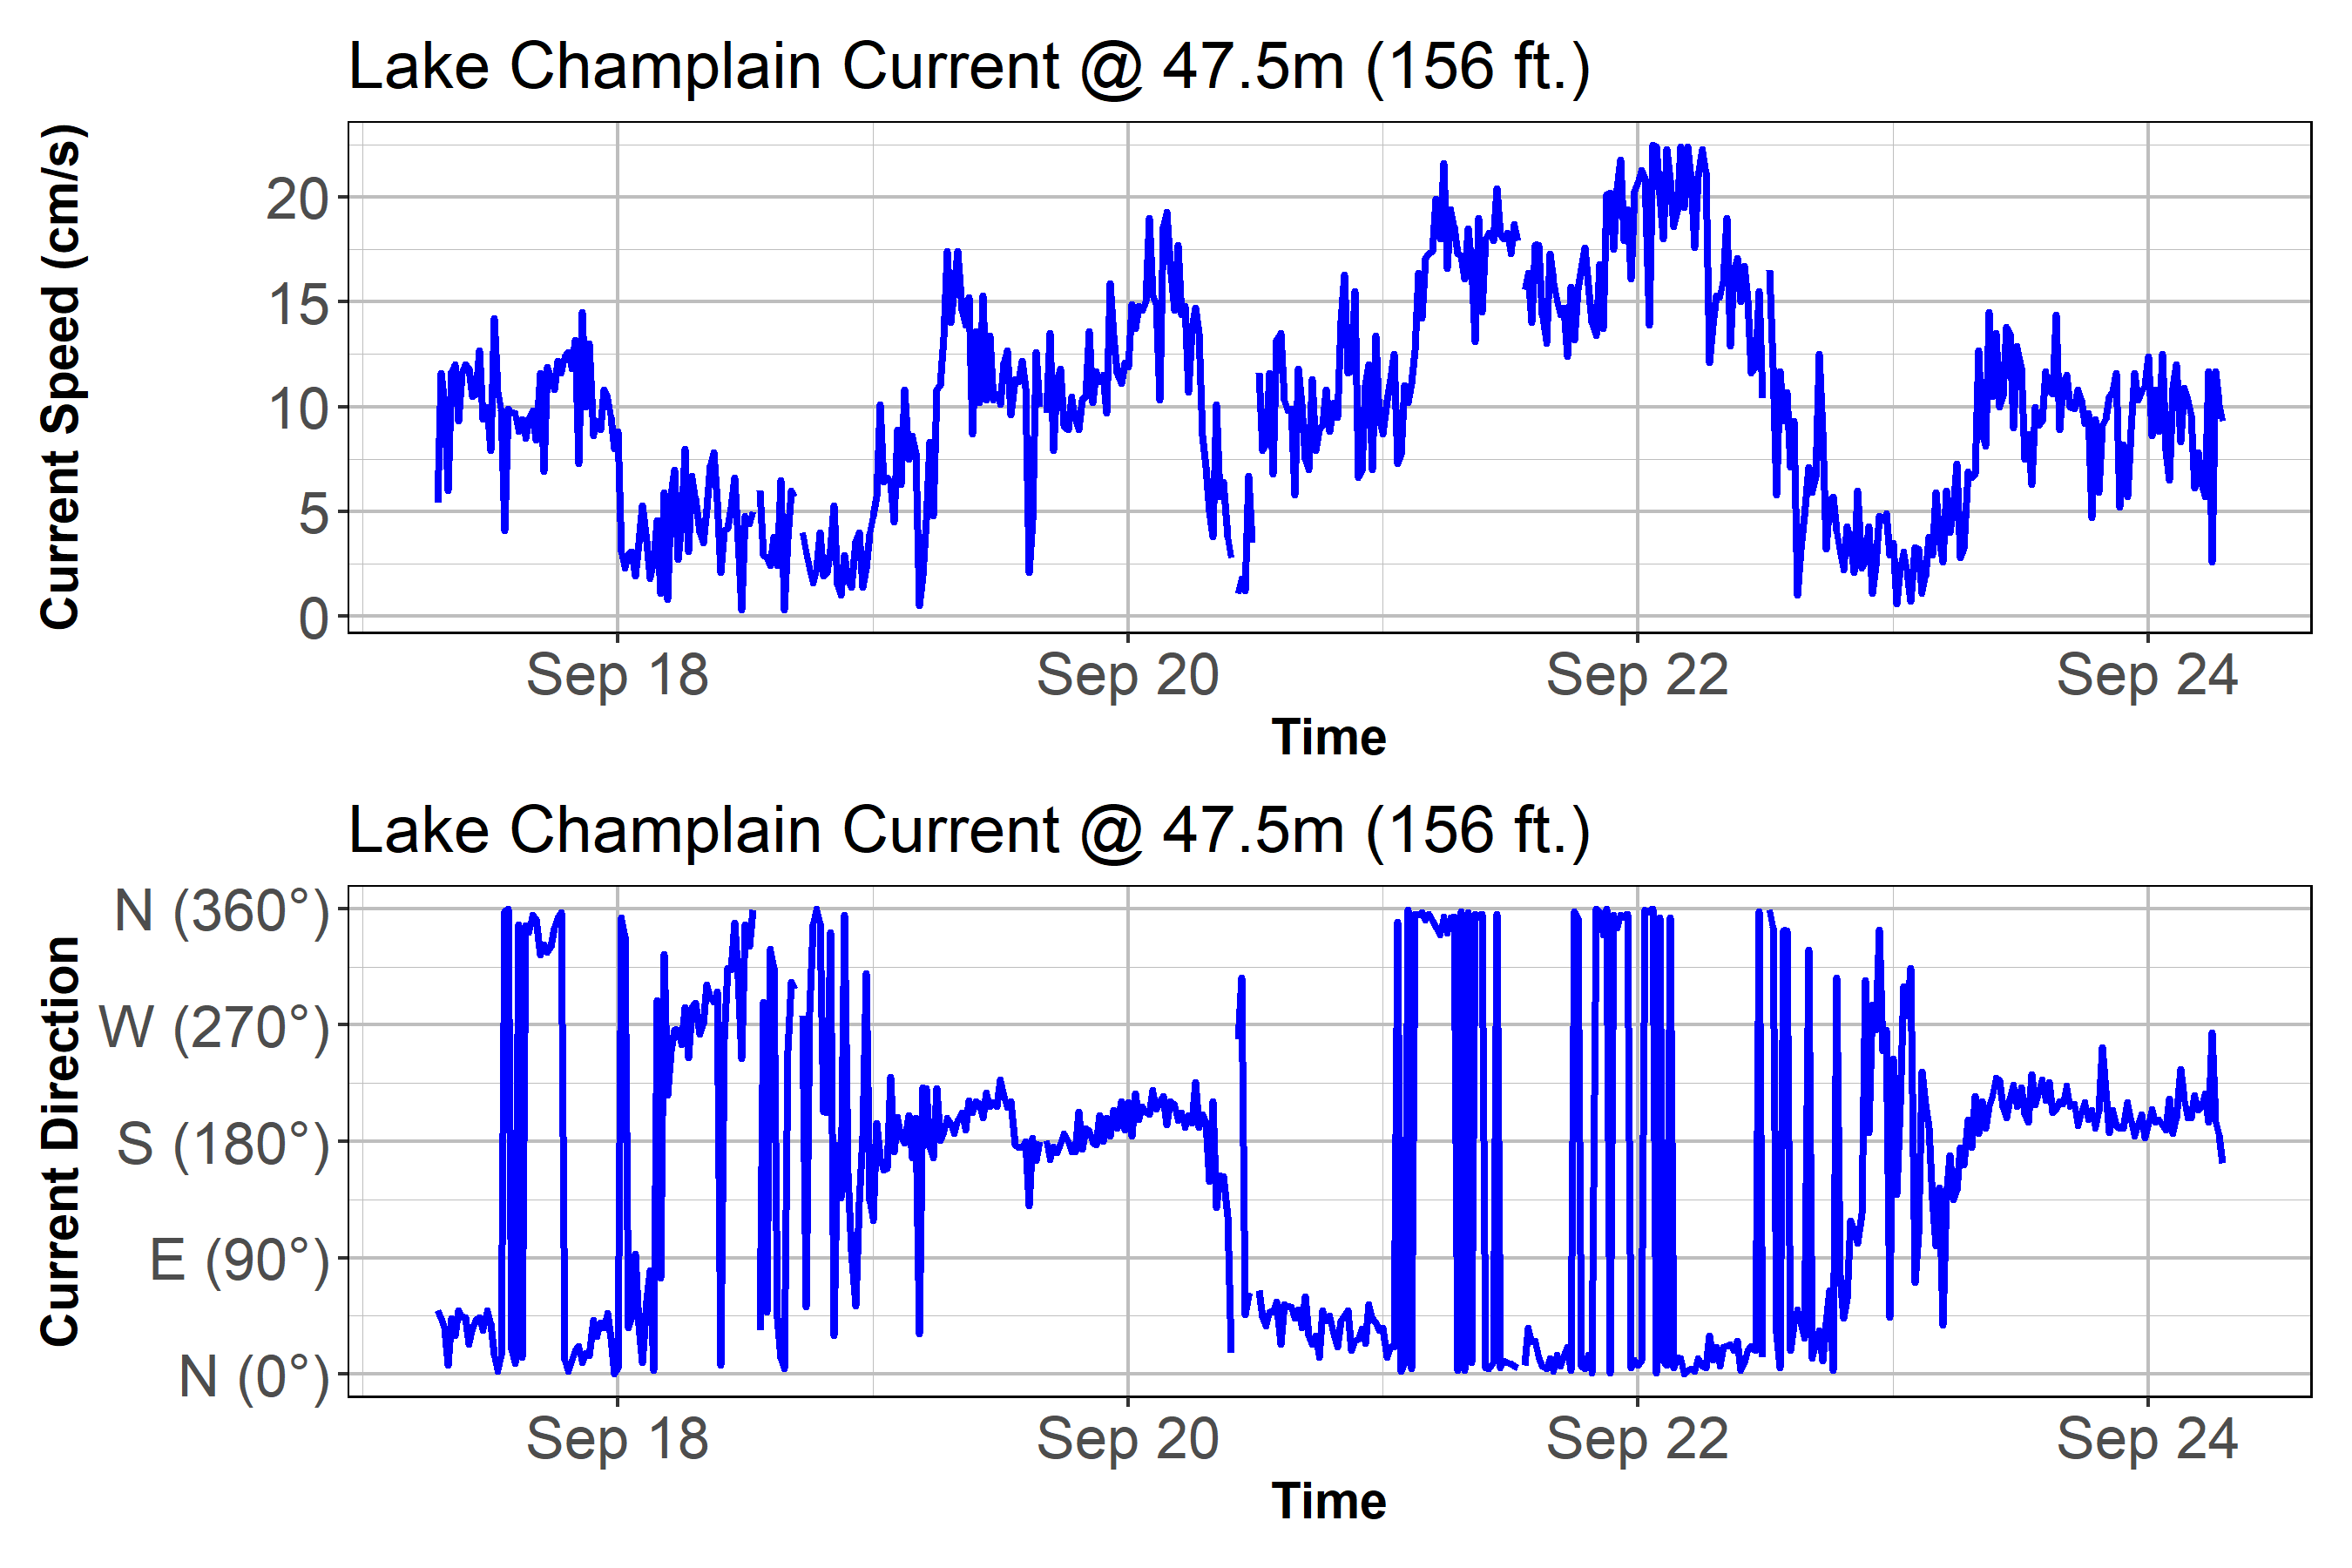 Lake Champlain Current @ 47.5m (156 ft.)
Current Speed (cm/s)
20
15
10
5
0
Sep 18 Sep 20 Sep 22 Sep 24
Time
Lake Champlain Current @ 47.5m (156 ft.)
Current Direction
N (360°)
W (270°)
S (180°)
E (90°)
N (0°)
Sep 18 Sep 20 Sep 22 Sep 24
Time